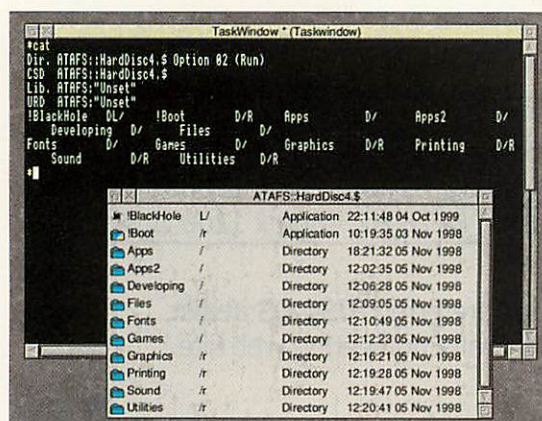 TaskWindow * (Taskwindow)
*cat
Dir. ATAFS::HardDisc4.$ Option 02 (Run)
CSD  ATAFS::HardDisc4.$
Lib. ATAFS:"Unset"
URD  ATAFS:"Unset"
!BlackHole DL/ !Boot D/R Apps D/ Apps2 D/
Developing D/ Files D/
Fonts D/ Games D/ Graphics D/R Printing D/R
Sound D/R Utilities D/R
*
ATAFS::HardDisc4.$
!BlackHole L/ Application 22:11:48 04 Oct 1999
!Boot /r Application 10:19:35 03 Nov 1998
Apps / Directory 18:21:32 05 Nov 1998
Apps2 / Directory 12:02:35 05 Nov 1998
Developing / Directory 12:06:28 05 Nov 1998
Files / Directory 12:09:05 05 Nov 1998
Fonts / Directory 12:10:49 05 Nov 1998
Games / Directory 12:12:23 05 Nov 1998
Graphics /r Directory 12:16:21 05 Nov 1998
Printing /r Directory 12:19:28 05 Nov 1998
Sound /r Directory 12:19:47 05 Nov 1998
Utilities /r Directory 12:20:41 05 Nov 1998